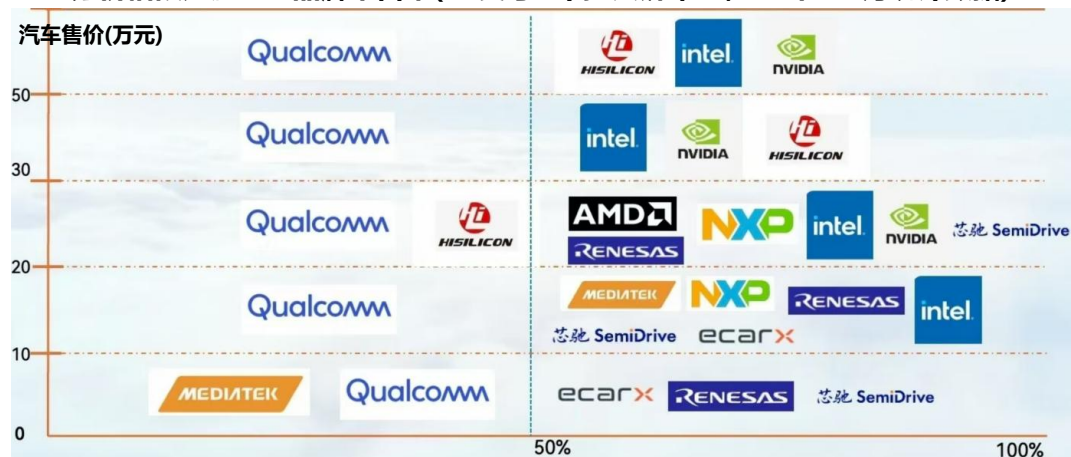 汽车售价(万元)
Qualcomm HISILICON intel. NVIDIA
50
Qualcomm intel. NVIDIA HISILICON
30
Qualcomm HISILICON AMD NXP intel. NVIDIA 芯驰 SemiDrive
RENESAS
20
Qualcomm MEDIATEK NXP RENESAS intel.
芯驰 SemiDrive ecarx
10
MEDIATEK Qualcomm ecarx RENESAS 芯驰 SemiDrive
0
50% 100%